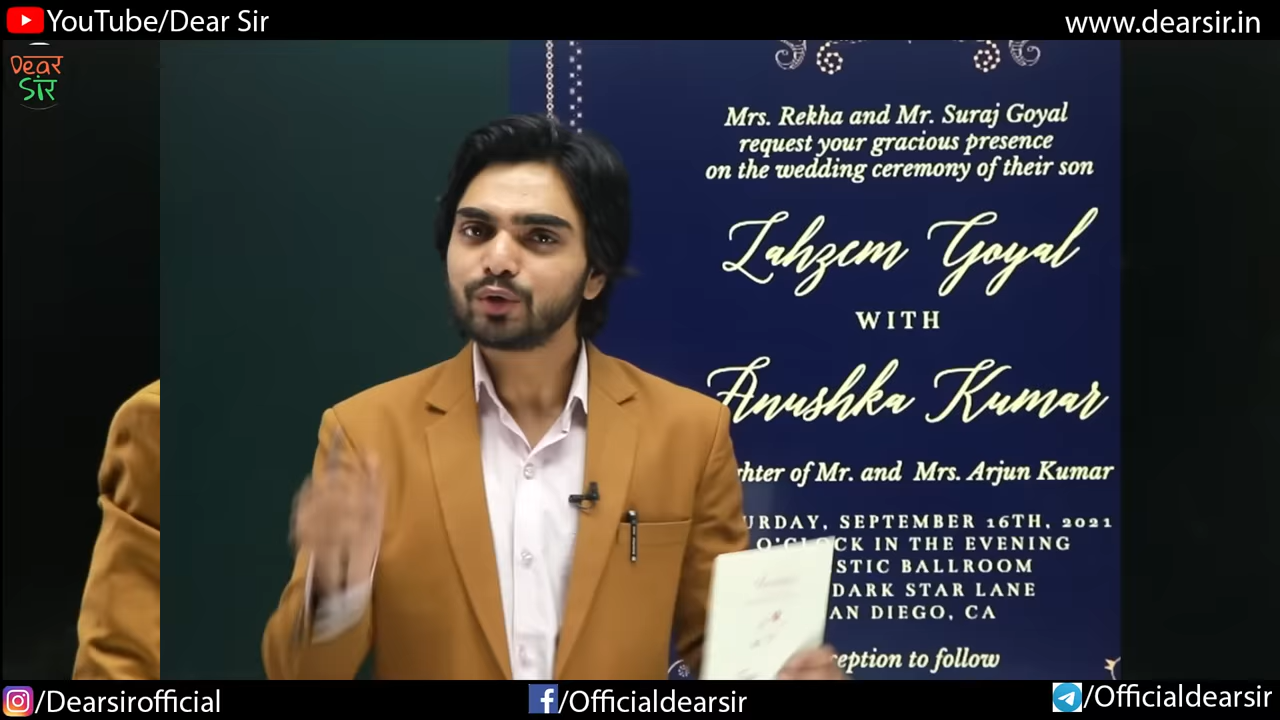 YouTube/Dear Sir
www.dearsir.in
Dear
सर
Mrs. Rekha and Mr. Suraj Goyal
request your gracious presence
on the wedding ceremony of their son
Lahzem Goyal
WITH
Anushka Kumar
ghter of Mr. and Mrs. Arjun Kumar
URDAY, SEPTEMBER 16TH, 2021
O'CLOCK IN THE EVENING
STIC BALLROOM
DARK STAR LANE
AN DIEGO, CA
eption to follow
/Dearsirofficial
/Officialdearsir
/Officialdearsir